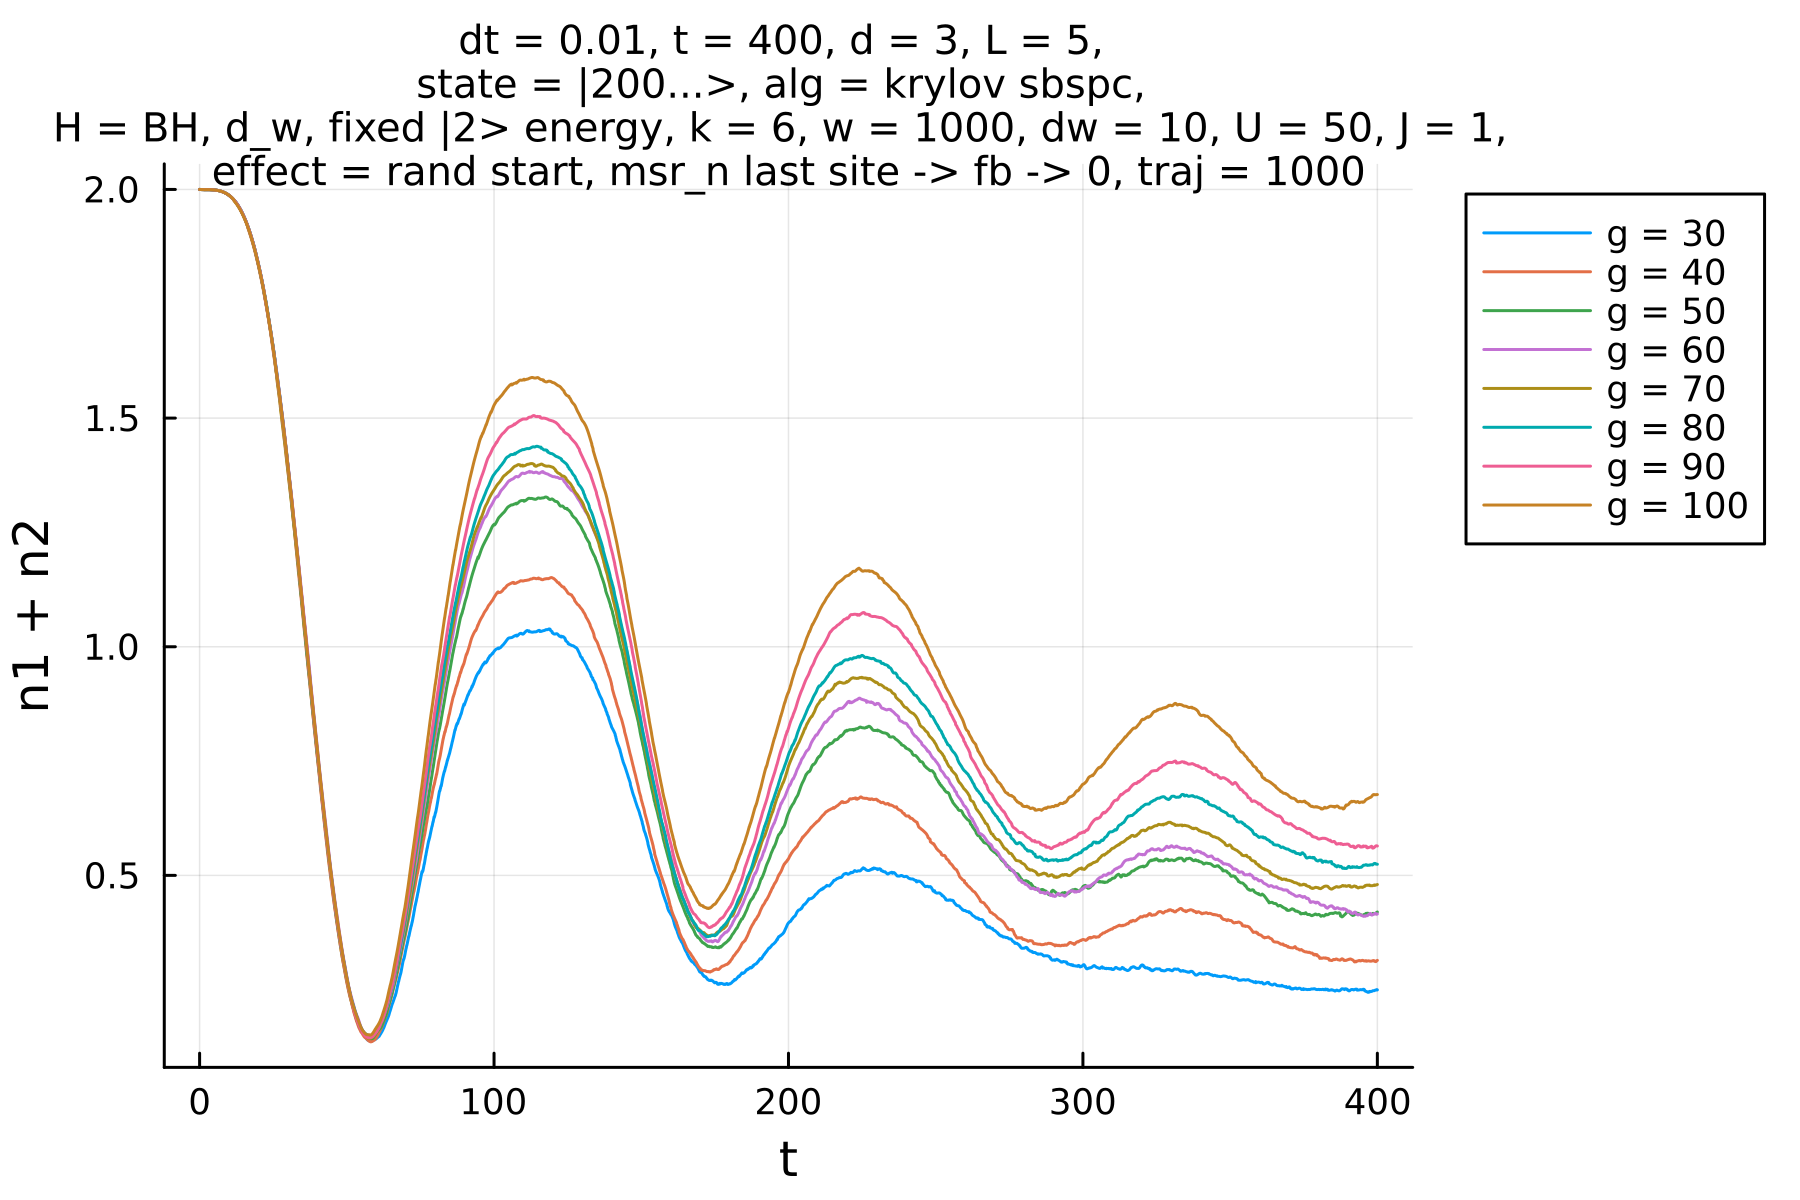 dt = 0.01, t = 400, d = 3, L = 5,
state = |200...>, alg = krylov sbspc,
H = BH, d_w, fixed |2> energy, k = 6, w = 1000, dw = 10, U = 50, J = 1,
effect = rand start, msr_n last site -> fb -> 0, traj = 1000
2.0
1.5
1.0
0.5
n1 + n2
0 100 200 300 400
t
g = 30
g = 40
g = 50
g = 60
g = 70
g = 80
g = 90
g = 100